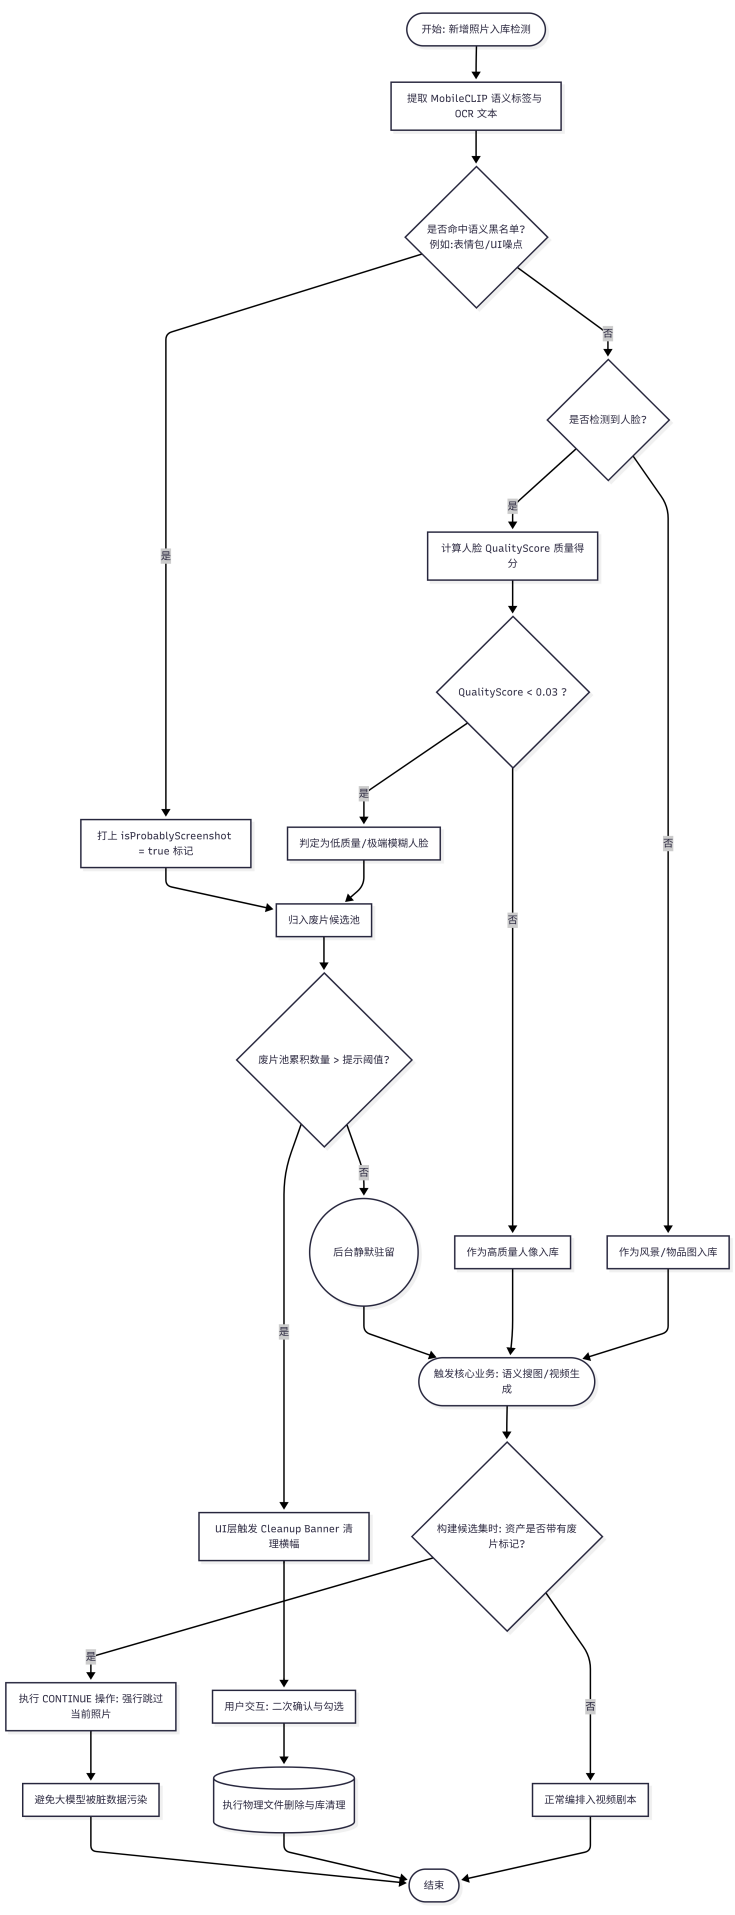 开始: 新增照片入库检测
提取 MobileCLIP 语义标签与
OCR 文本
是否命中语义黑名单?
例如:表情包/UI噪点
否
是否检测到人脸?
是
计算人脸 QualityScore 质量得
分
是
QualityScore < 0.03 ?
是
否
打上 isProbablyScreenshot
= true 标记
判定为低质量/极端模糊人脸
归入废片候选池
否
废片池累积数量 > 提示阈值?
否
后台静默驻留
作为高质量人像入库
作为风景/物品图入库
是
触发核心业务: 语义搜图/视频生
成
UI层触发 Cleanup Banner 清
理横幅
构建候选集时: 资产是否带有废
片标记?
是
执行 CONTINUE 操作: 强行跳过
当前照片
用户交互: 二次确认与勾选
否
避免大模型被脏数据污染
执行物理文件删除与库清理
正常编排入视频剧本
结束